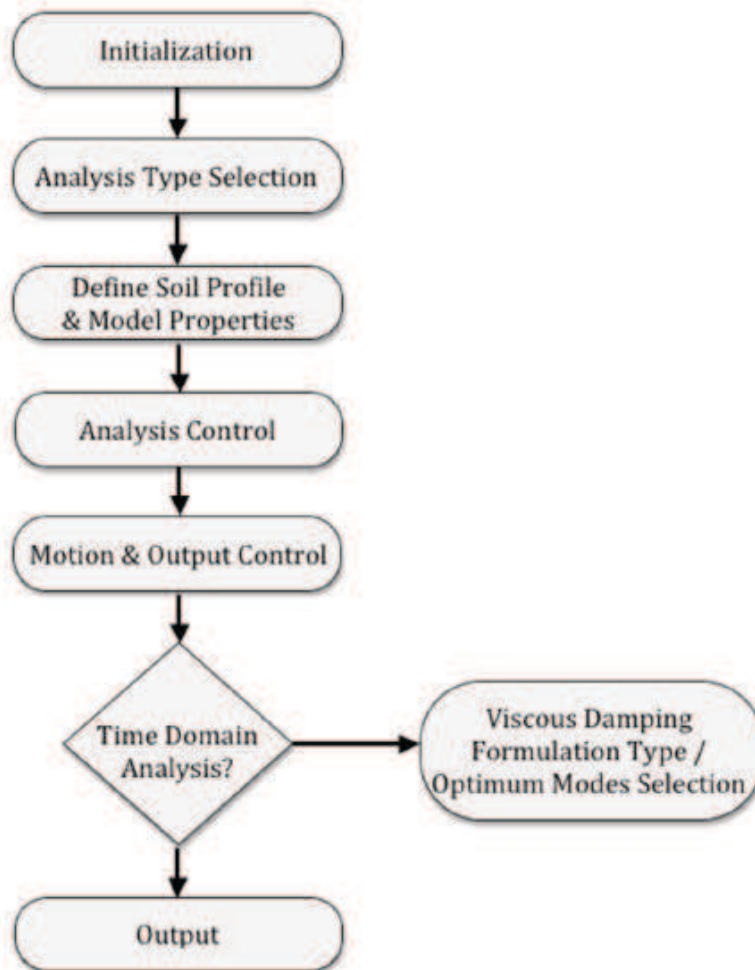 Initialization
Analysis Type Selection
Define Soil Profile
& Model Properties
Analysis Control
Motion & Output Control
Time Domain
Analysis?
Viscous Damping
Formulation Type /
Optimum Modes Selection
Output